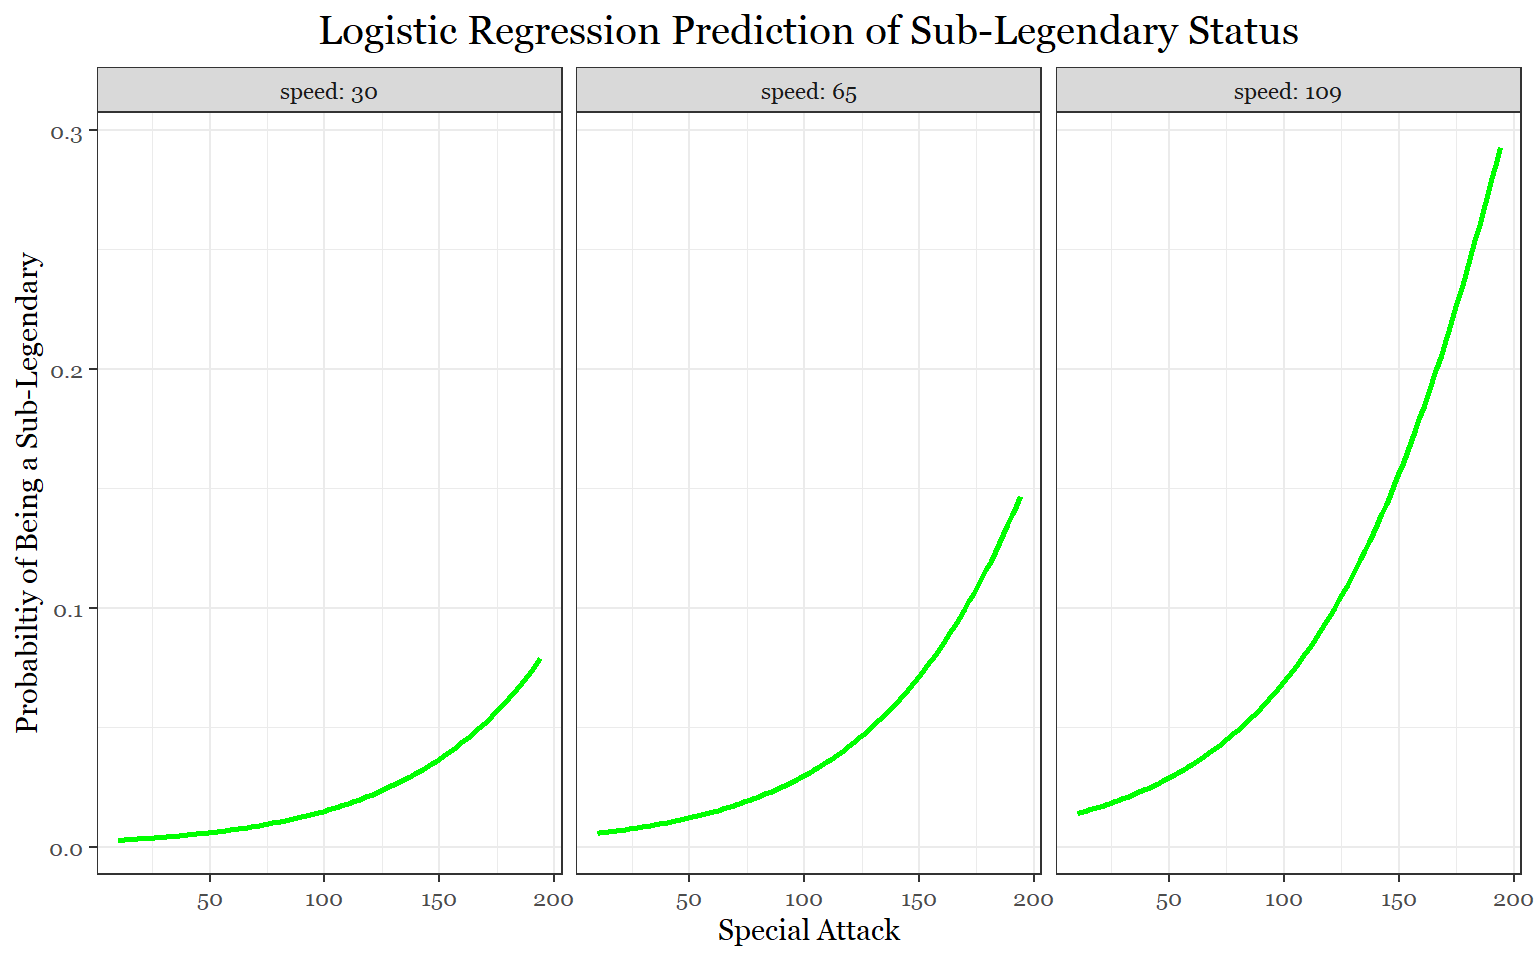 Logistic Regression Prediction of Sub-Legendary Status
speed: 30
speed: 65
speed: 109
Probabiltiy of Being a Sub-Legendary
0.3
0.2
0.1
0.0
50 100 150 200
50 100 150 200
50 100 150 200
Special Attack